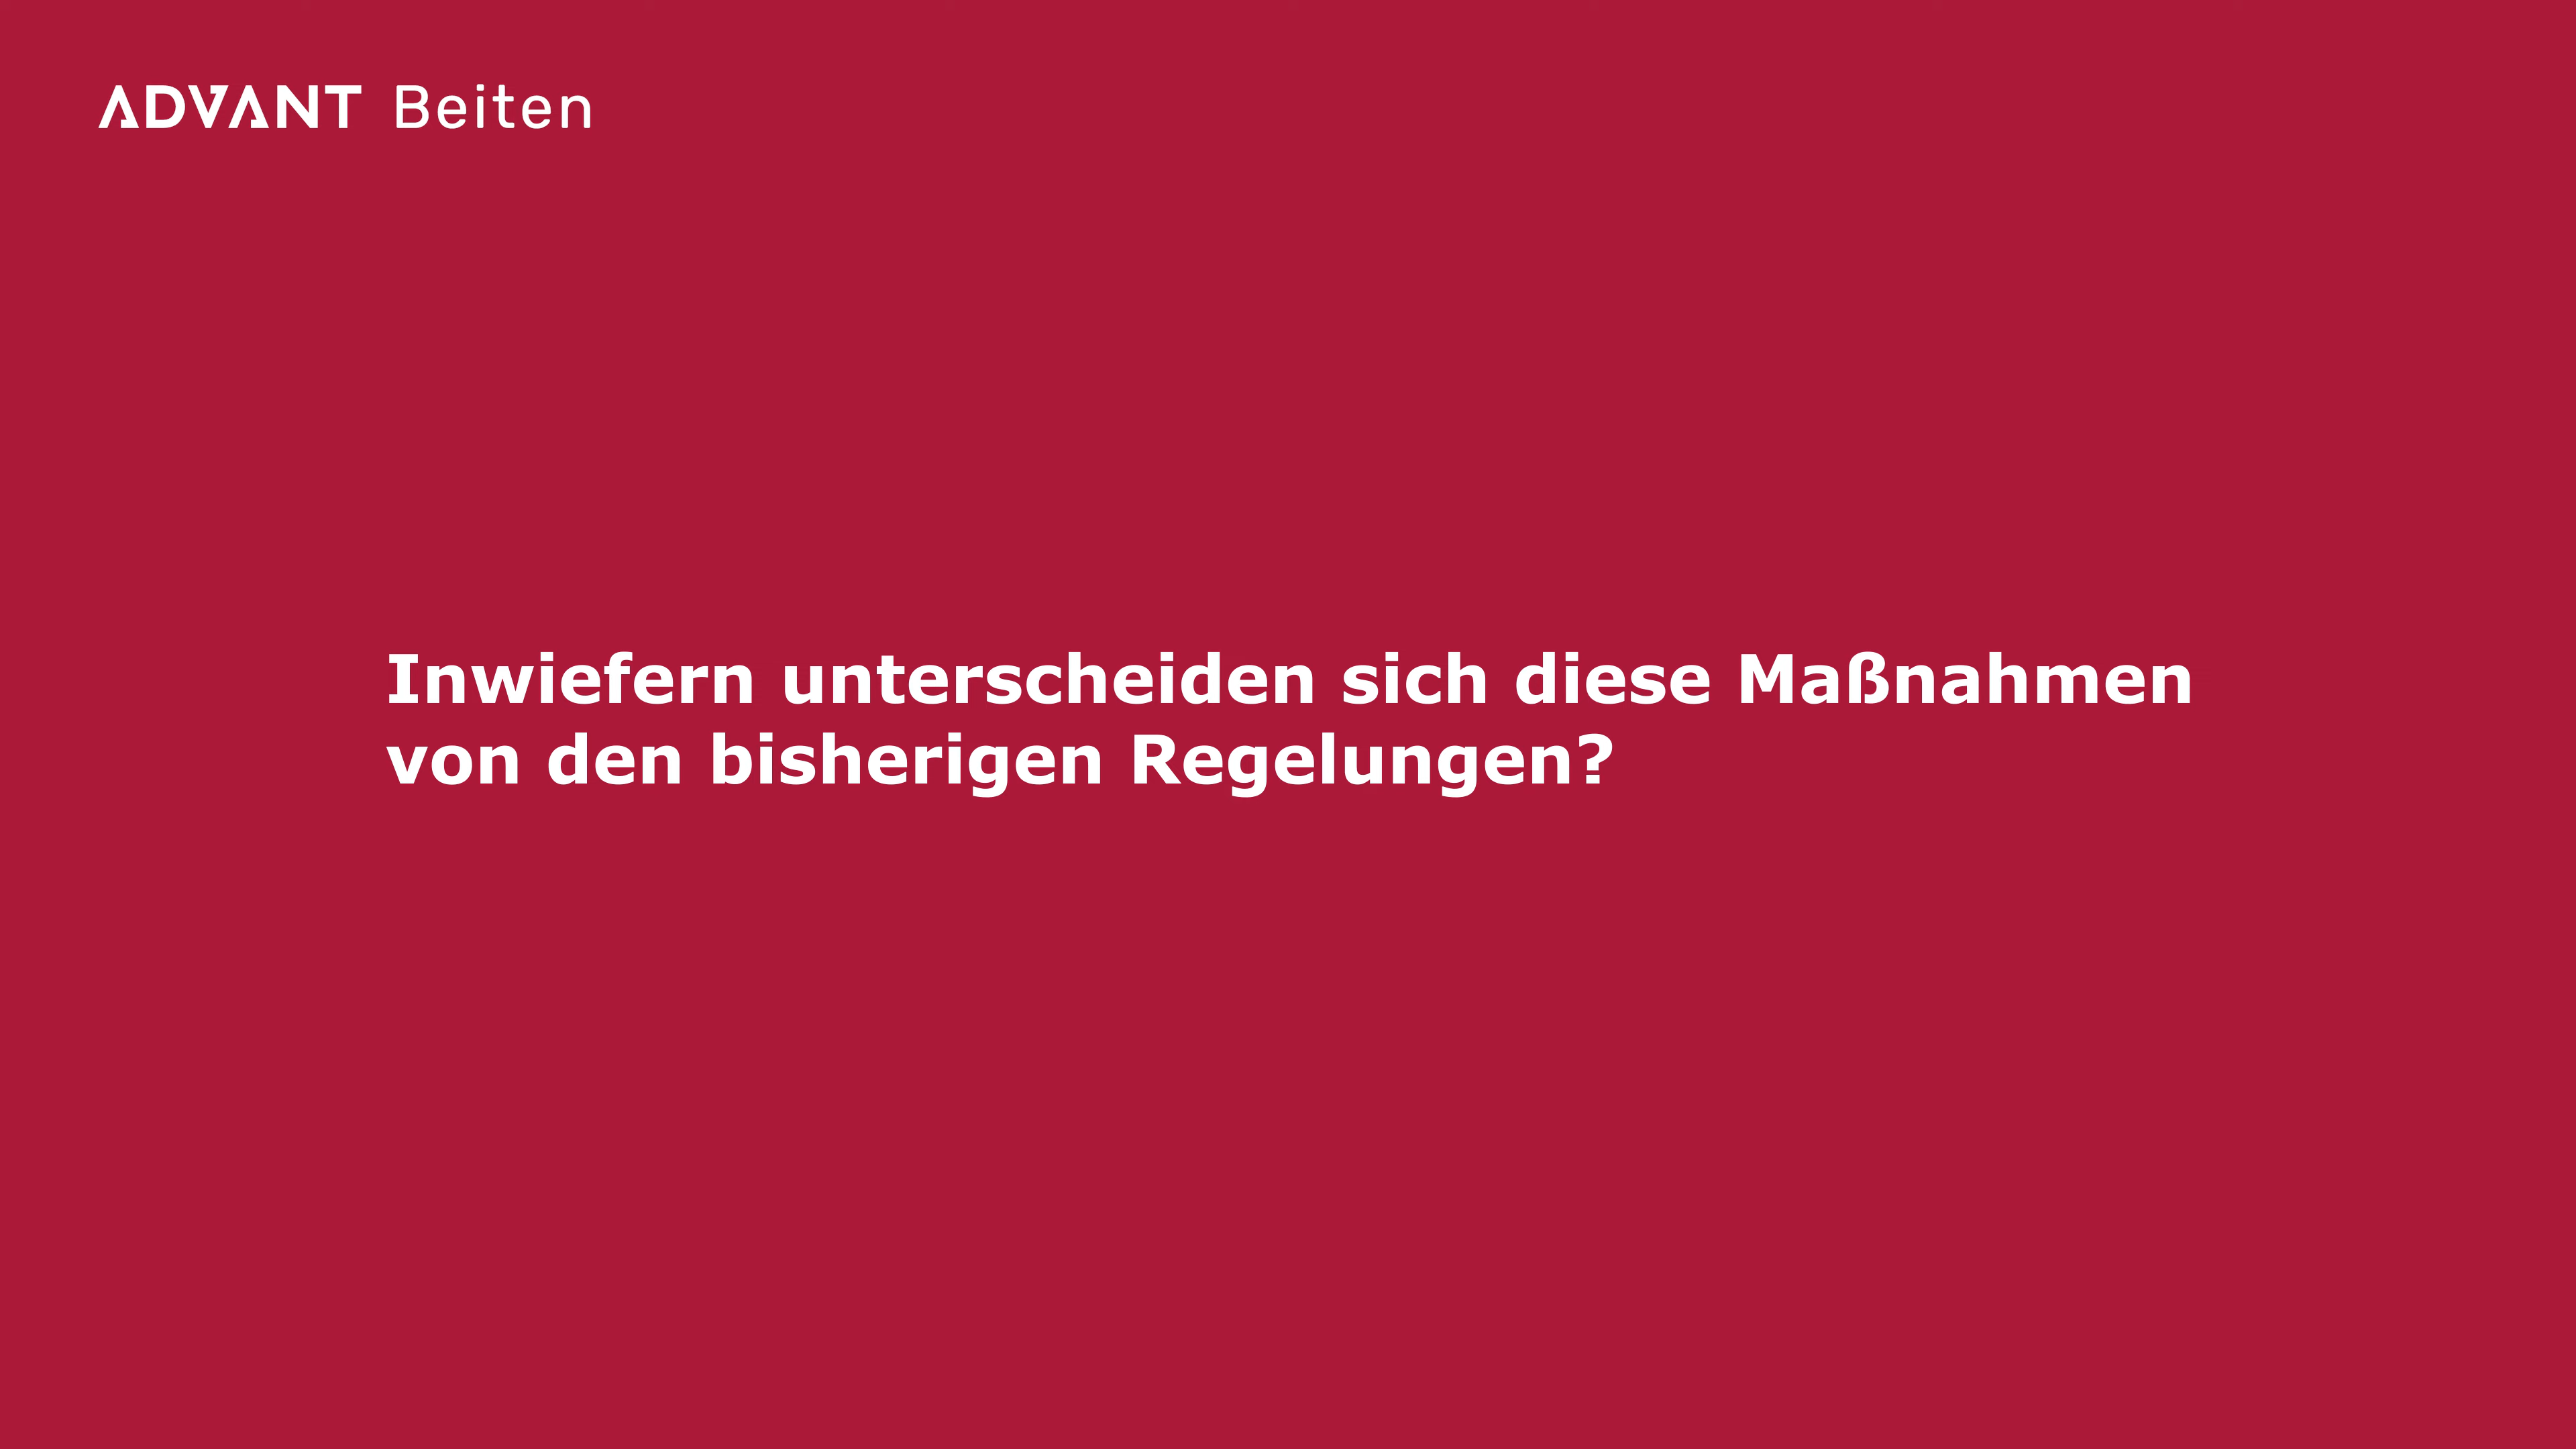 ADVANT Beiten
Inwiefern unterscheiden sich diese Maßnahmen
von den bisherigen Regelungen?